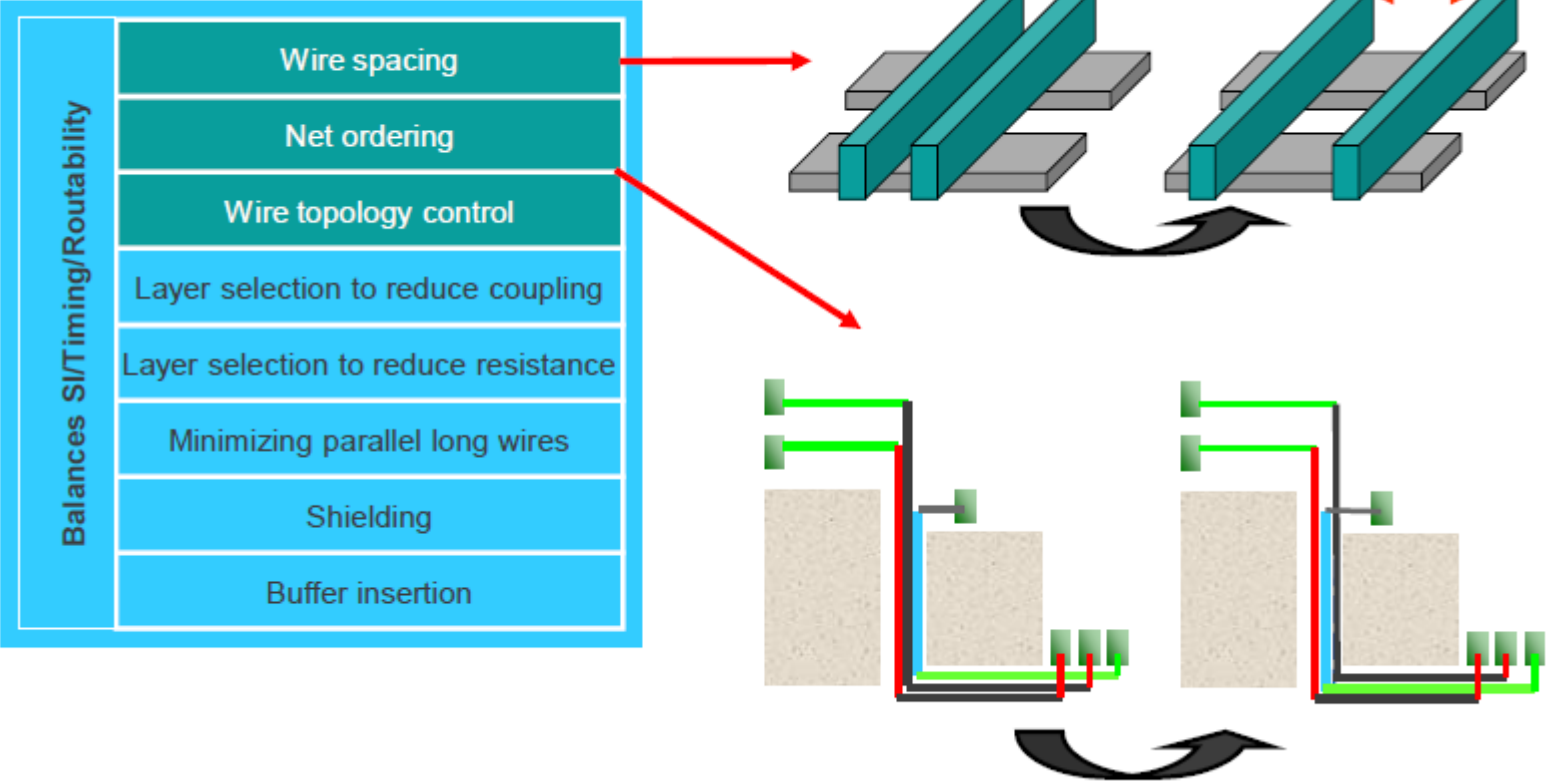 Balances SI/Timing/Routability
Wire spacing
Net ordering
Wire topology control
Layer selection to reduce coupling
Layer selection to reduce resistance
Minimizing parallel long wires
Shielding
Buffer insertion